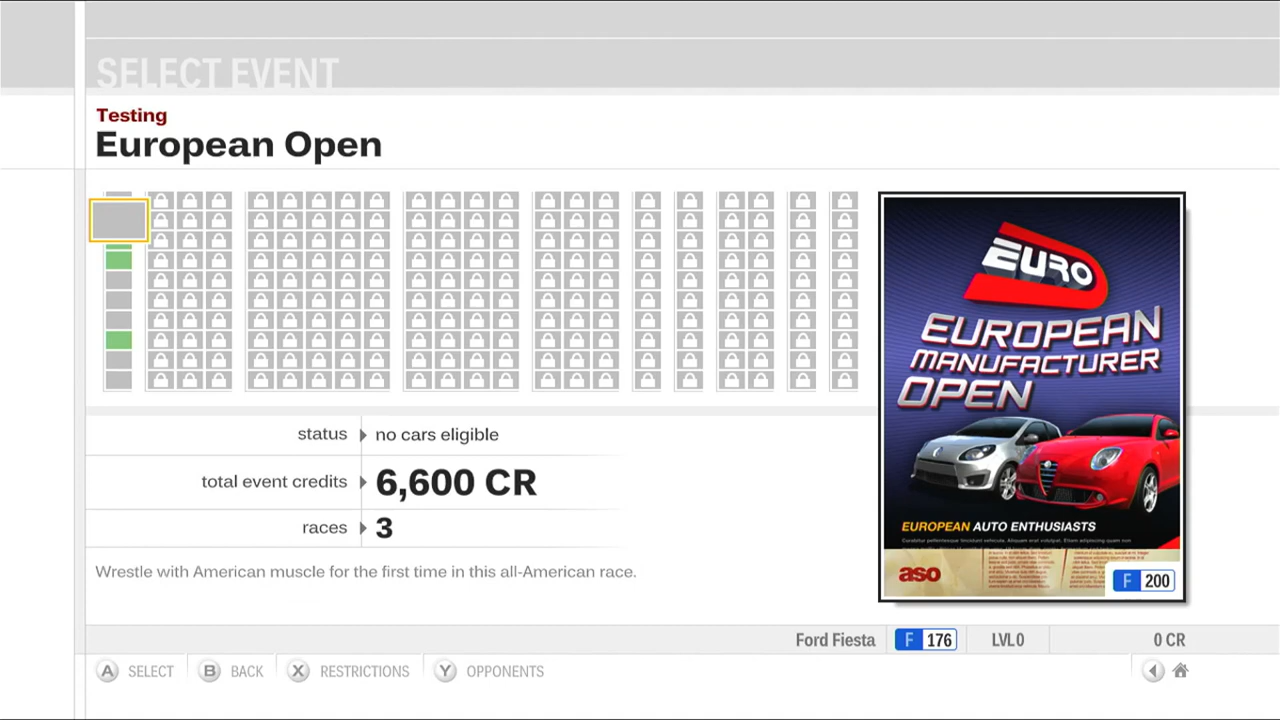 SELECT EVENT
Testing
European Open
EURO
EUROPEAN
MANUFACTURER
OPEN
EUROPEAN AUTO ENTHUSIASTS
aso
F 200
status
no cars eligible
total event credits
6,600 CR
races
3
Wrestle with American muscle for the first time in this all-American race.
Ford Fiesta
F 176
LVL0
0 CR
A SELECT
B BACK
X RESTRICTIONS
Y OPPONENTS